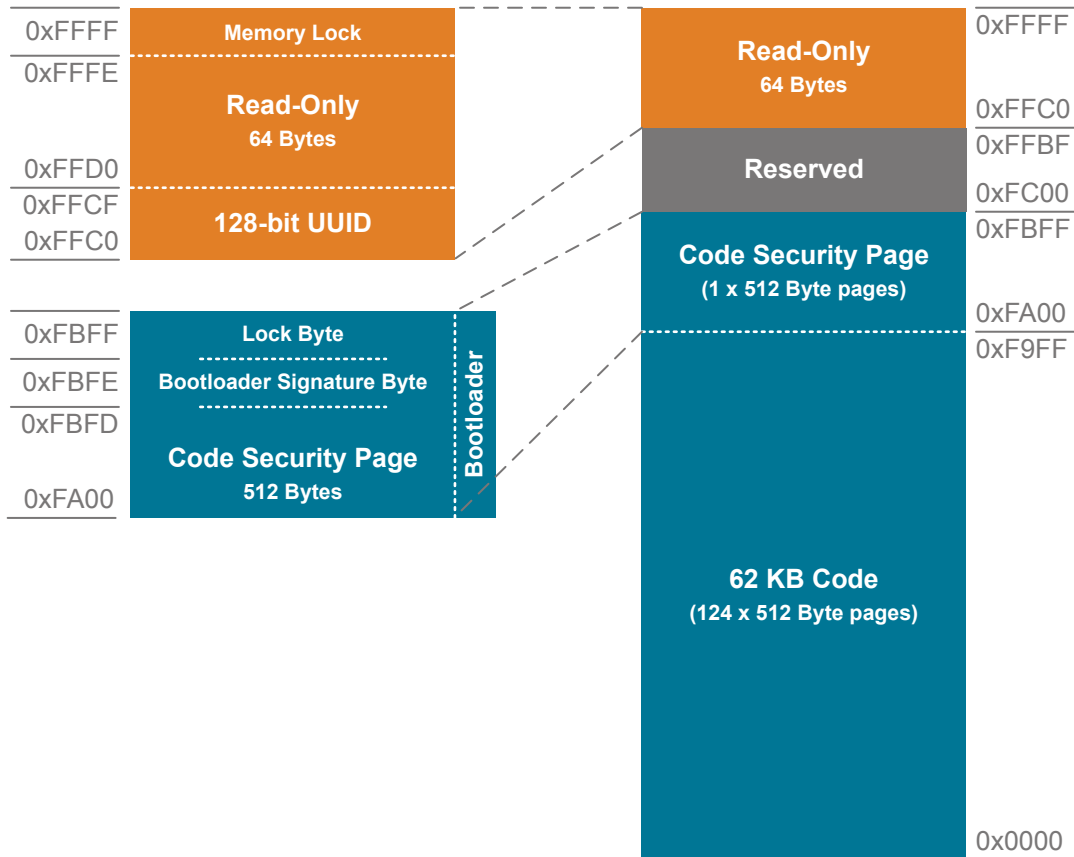 0xFFFF
Memory Lock
0xFFFE
Read-Only
64 Bytes
0xFFD0
0xFFCF
128-bit UUID
0xFFC0
0xFBFF
Lock Byte
0xFBFE
Bootloader Signature Byte
0xFBFD
Code Security Page
512 Bytes
0xFA00
Bootloader
0xFFFF
Read-Only
64 Bytes
0xFFC0
0xFFBF
Reserved
0xFC00
0xFBFF
Code Security Page
(1 x 512 Byte pages)
0xFA00
0xF9FF
62 KB Code
(124 x 512 Byte pages)
0x0000